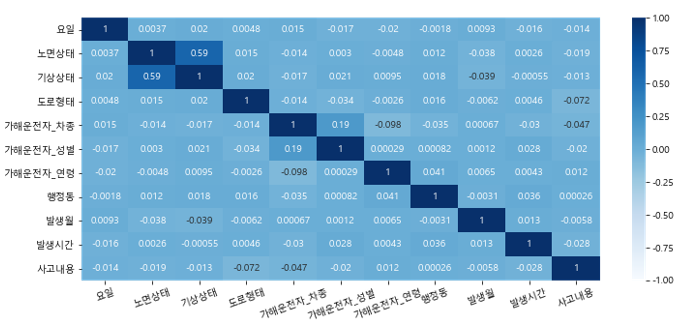 요일 1 0.0037 0.02 0.0048 0.015 -0.017 -0.02 -0.0018 0.0093 -0.016 -0.014
노면상태 0.0037 1 0.59 0.015 -0.014 0.003 -0.0048 0.012 -0.038 0.0026 -0.019
기상상태 0.02 0.59 1 0.02 -0.017 0.021 0.0095 0.018 -0.039 -0.00055 -0.013
도로형태 0.0048 0.015 0.02 1 -0.014 -0.034 -0.0026 0.016 -0.0062 0.0046 -0.072
가해운전자_차종 0.015 -0.014 -0.017 -0.014 1 0.19 -0.098 -0.035 0.00067 -0.03 -0.047
가해운전자_성별 -0.017 0.003 0.021 -0.034 0.19 1 0.00029 0.00082 0.0012 0.028 -0.02
가해운전자_연령 -0.02 -0.0048 0.0095 -0.0026 -0.098 0.00029 1 0.041 0.0065 0.0043 0.012
행정동 -0.0018 0.012 0.018 0.016 -0.035 0.00082 0.041 1 -0.0031 0.036 0.00026
발생월 0.0093 -0.038 -0.039 -0.0062 0.00067 0.0012 0.0065 -0.0031 1 0.013 -0.0058
발생시간 -0.016 0.0026 -0.00055 0.0046 -0.03 0.028 0.0043 0.036 0.013 1 -0.028
사고내용 -0.014 -0.019 -0.013 -0.072 -0.047 -0.02 0.012 0.00026 -0.0058 -0.028 1
요일 노면상태 기상상태 도로형태 가해운전자_차종 가해운전자_성별 가해운전자_연령 행정동 발생월 발생시간 사고내용
1.00
0.75
0.50
0.25
0.00
-0.25
-0.50
-0.75
-1.00